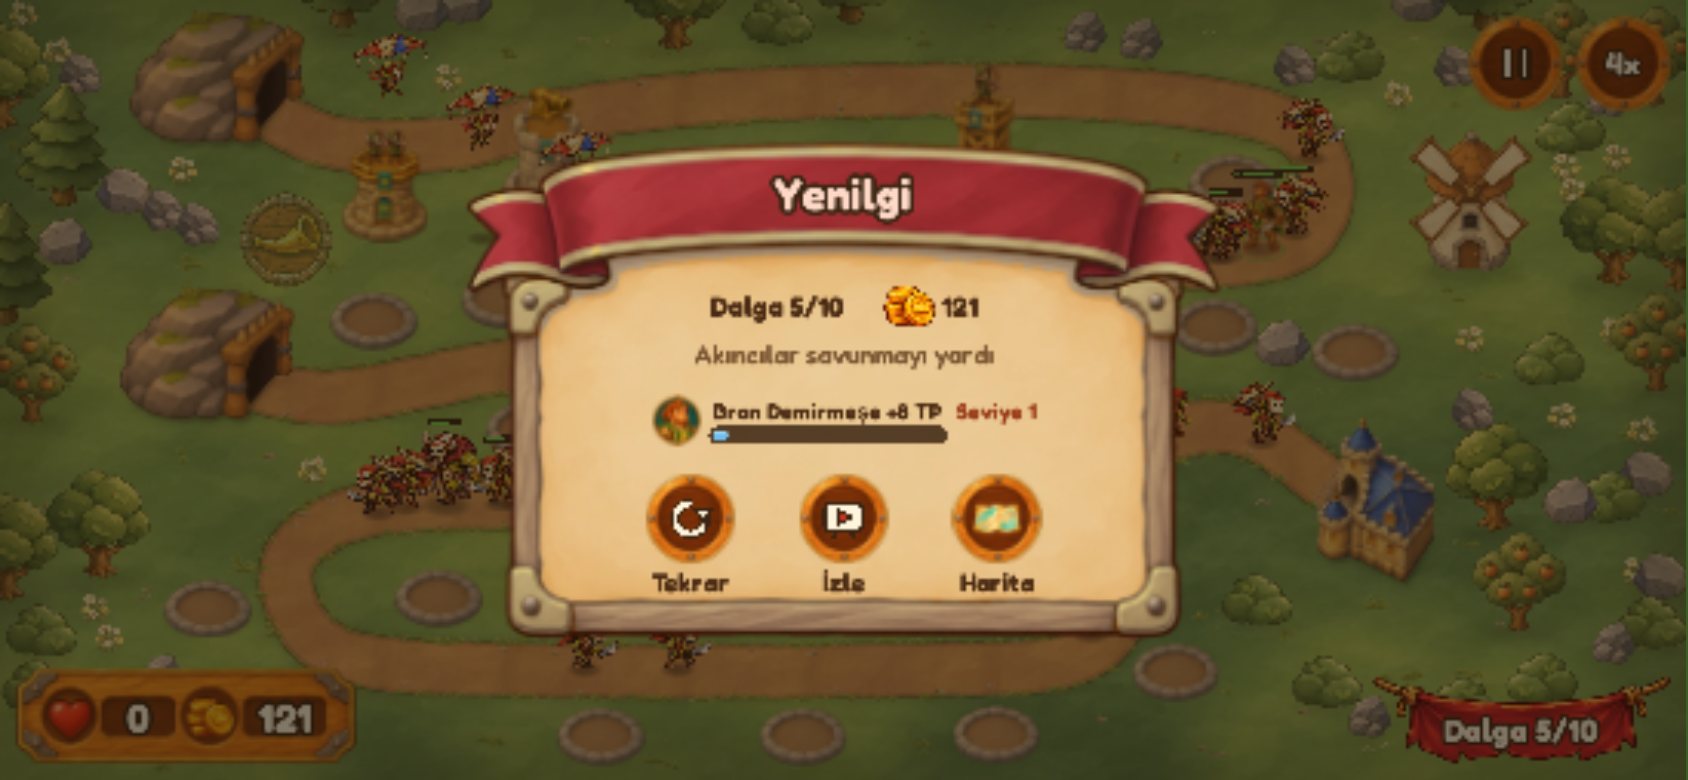 4x
Yenilgi
Dalga 5/10 121
Akıncılar savunmayı yardı
Bran Demirmeşe +8 TP Seviye 1
Tekrar İzle Harita
0 121
Dalga 5/10